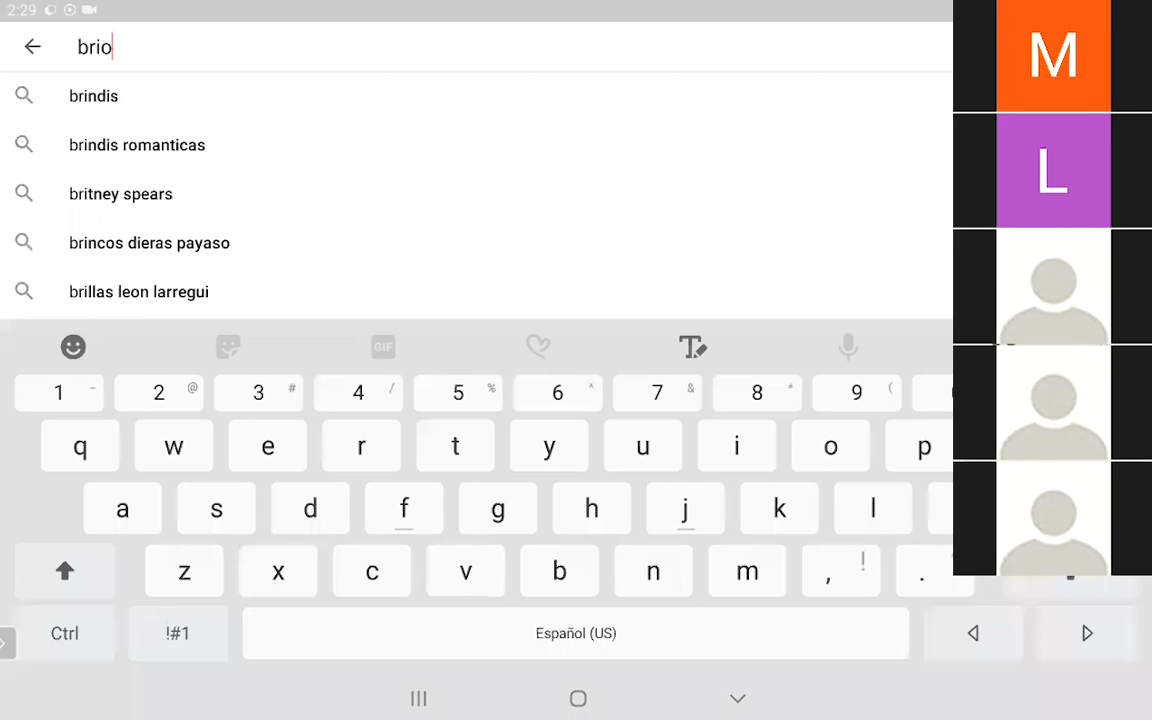 2:29
brio
brindis
brindis romanticas
britney spears
brincos dieras payaso
brillas leon larregui
GIF
1 - 2 @ 3 # 4 / 5 % 6 ^ 7 & 8 * 9 (
q w e r t y u i o p
a s d f g h j k l
z x c v b n m , ! .
Ctrl !#1 Español (US)
M
L